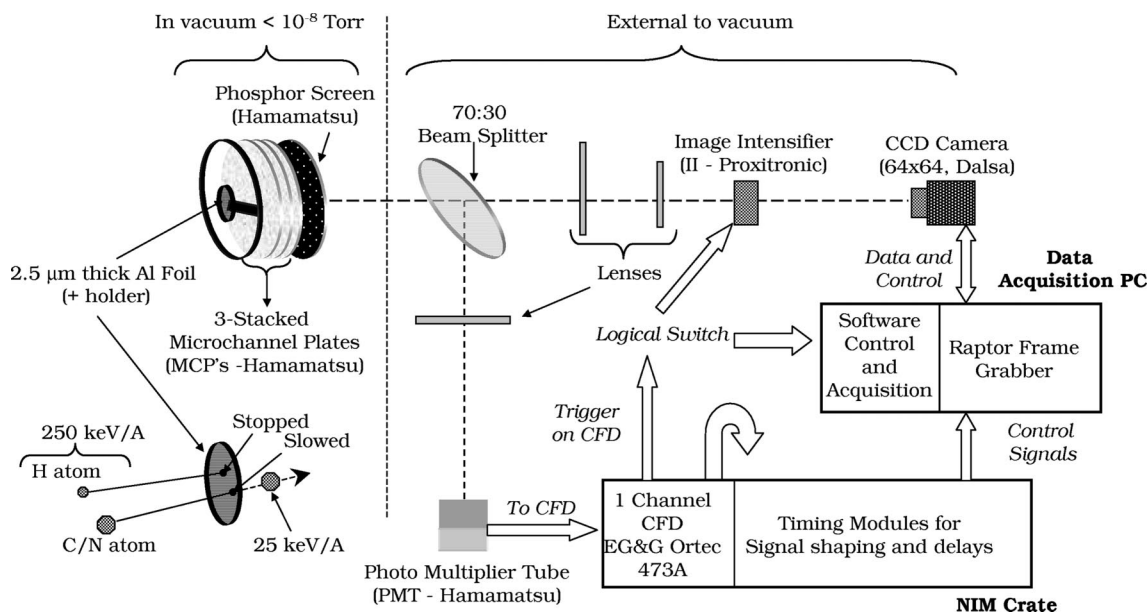 In vacuum < 10⁻⁸ Torr
External to vacuum
Phosphor Screen
(Hamamatsu)
70:30
Beam Splitter
Image Intensifier
(II - Proxitronic)
CCD Camera
(64x64, Dalsa)
2.5 µm thick Al Foil
(+ holder)
3-Stacked
Microchannel Plates
(MCP's -Hamamatsu)
Lenses
Data and
Control
Data
Acquisition PC
Logical Switch
Software
Control
and
Acquisition
Raptor Frame
Grabber
Trigger
on CFD
Control
Signals
250 keV/A
H atom
Stopped
Slowed
C/N atom
25 keV/A
To CFD
1 Channel
CFD
EG&G Ortec
473A
Timing Modules for
Signal shaping and delays
Photo Multiplier Tube
(PMT - Hamamatsu)
NIM Crate